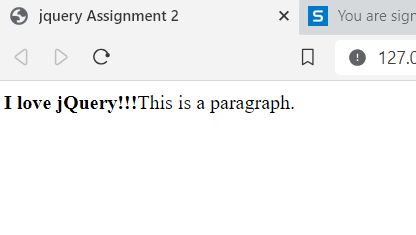 jquery Assignment 2
S You are sign
127.0
I love jQuery!!!This is a paragraph.